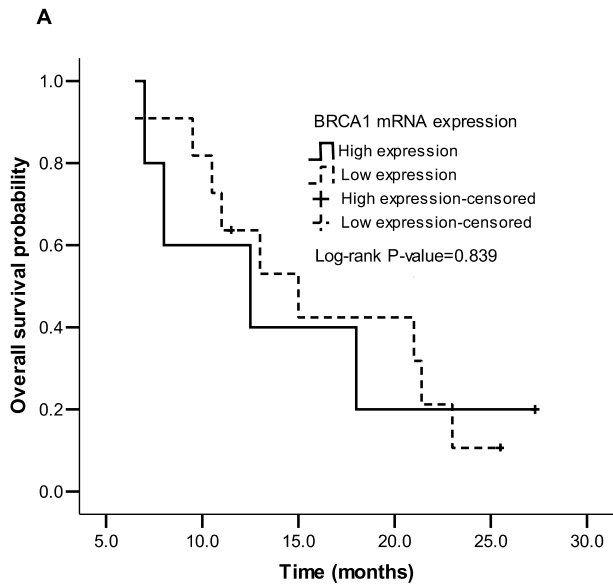 A
BRCA1 mRNA expression
High expression
Low expression
High expression-censored
Low expression-censored
Log-rank P-value=0.839
Overall survival probability
1.0
0.8
0.6
0.4
0.2
0.0
5.0 10.0 15.0 20.0 25.0 30.0
Time (months)